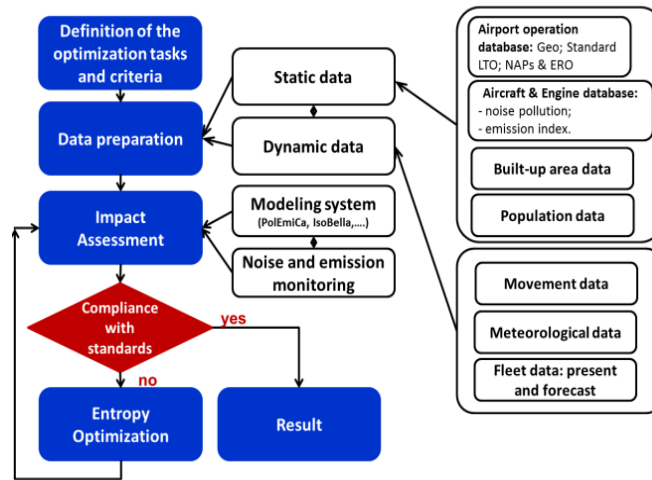 Definition of the
optimization tasks
and criteria
Data preparation
Impact
Assessment
Compliance
with
standards
yes
no
Entropy
Optimization
Result
Static data
Dynamic data
Modeling system
(PolEmiCa, IsoBella,....)
Noise and emission
monitoring
Airport operation
database: Geo; Standard
LTO; NAPs & ERO
Aircraft & Engine database:
- noise pollution;
- emission index.
Built-up area data
Population data
Movement data
Meteorological data
Fleet data: present
and forecast